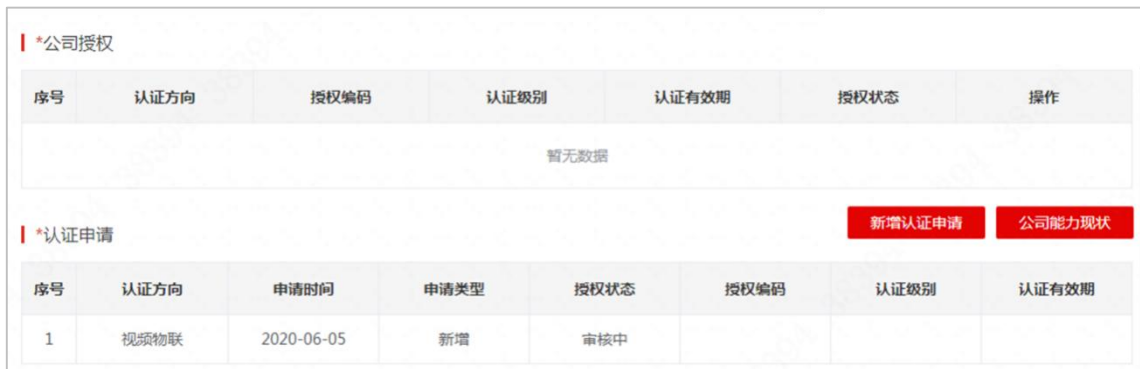 *公司授权
序号 认证方向 授权编码 认证级别 认证有效期 授权状态 操作
暂无数据
新增认证申请 公司能力现状
*认证申请
序号 认证方向 申请时间 申请类型 授权状态 授权编码 认证级别 认证有效期
1 视频物联 2020-06-05 新增 审核中